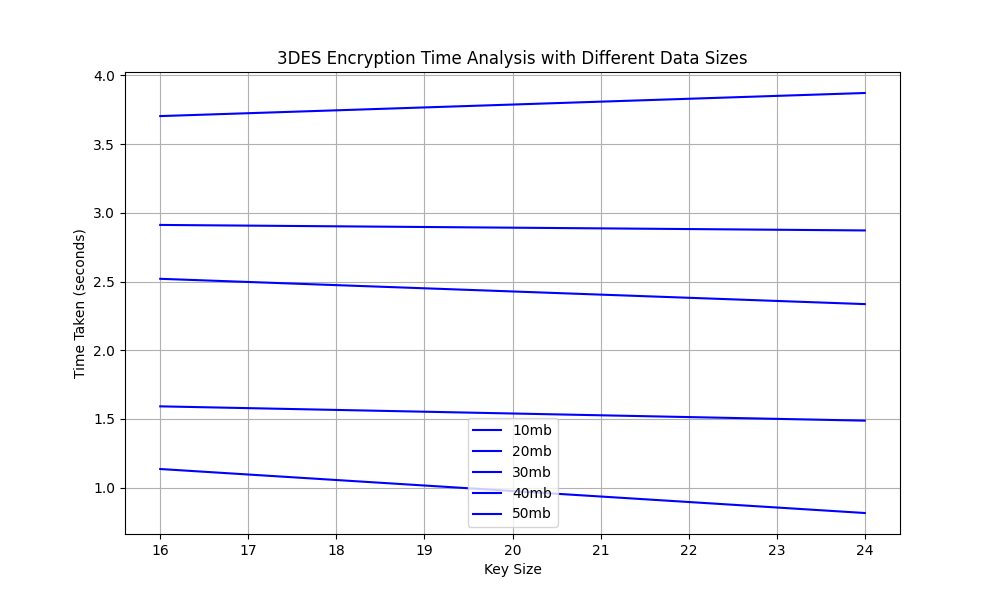 3DES Encryption Time Analysis with Different Data Sizes
4.0
3.5
3.0
2.5
2.0
1.5
1.0
Time Taken (seconds)
10mb
20mb
30mb
40mb
50mb
16 17 18 19 20 21 22 23 24
Key Size